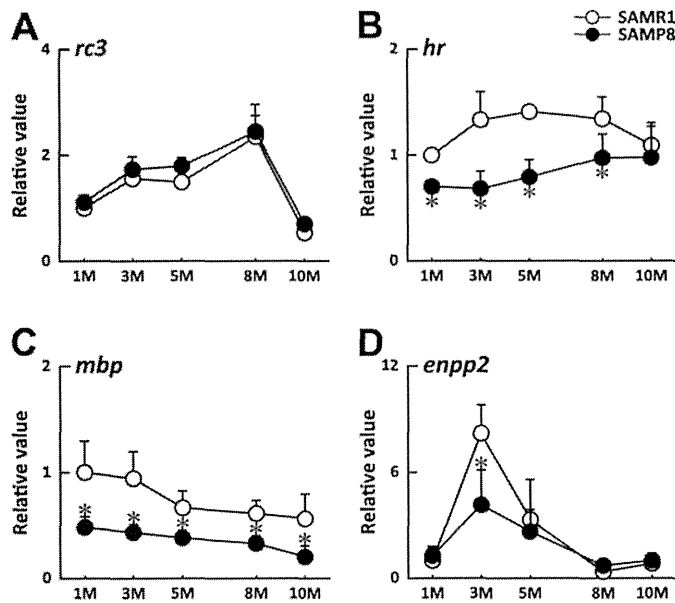 SAMR1
SAMP8
A
rc3
Relative value
4
2
0
1M 3M 5M 8M 10M
B
hr
Relative value
2
1
0
* * * *
1M 3M 5M 8M 10M
C
mbp
Relative value
2
1
0
* * * * *
1M 3M 5M 8M 10M
D
enpp2
Relative value
12
6
0
*
1M 3M 5M 8M 10M